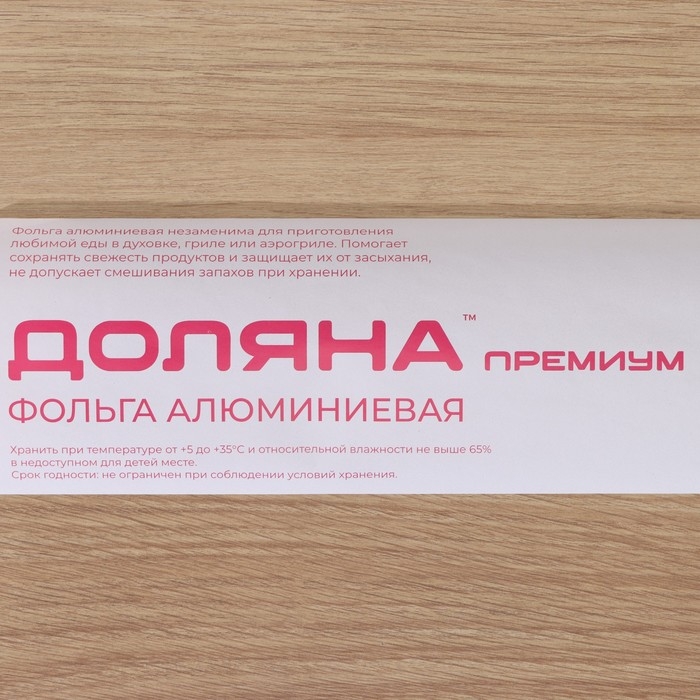 Фольга алюминиевая незаменима для приготовления
любимой еды в духовке, гриле или аэрогриле. Помогает
сохранять свежесть продуктов и защищает их от засыхания,
не допускает смешивания запахов при хранении.
ДОЛЯНА™ ПРЕМИУМ
ФОЛЬГА АЛЮМИНИЕВАЯ
Хранить при температуре от +5 до +35°С и относительной влажности не выше 65%
в недоступном для детей месте.
Срок годности: не ограничен при соблюдении условий хранения.